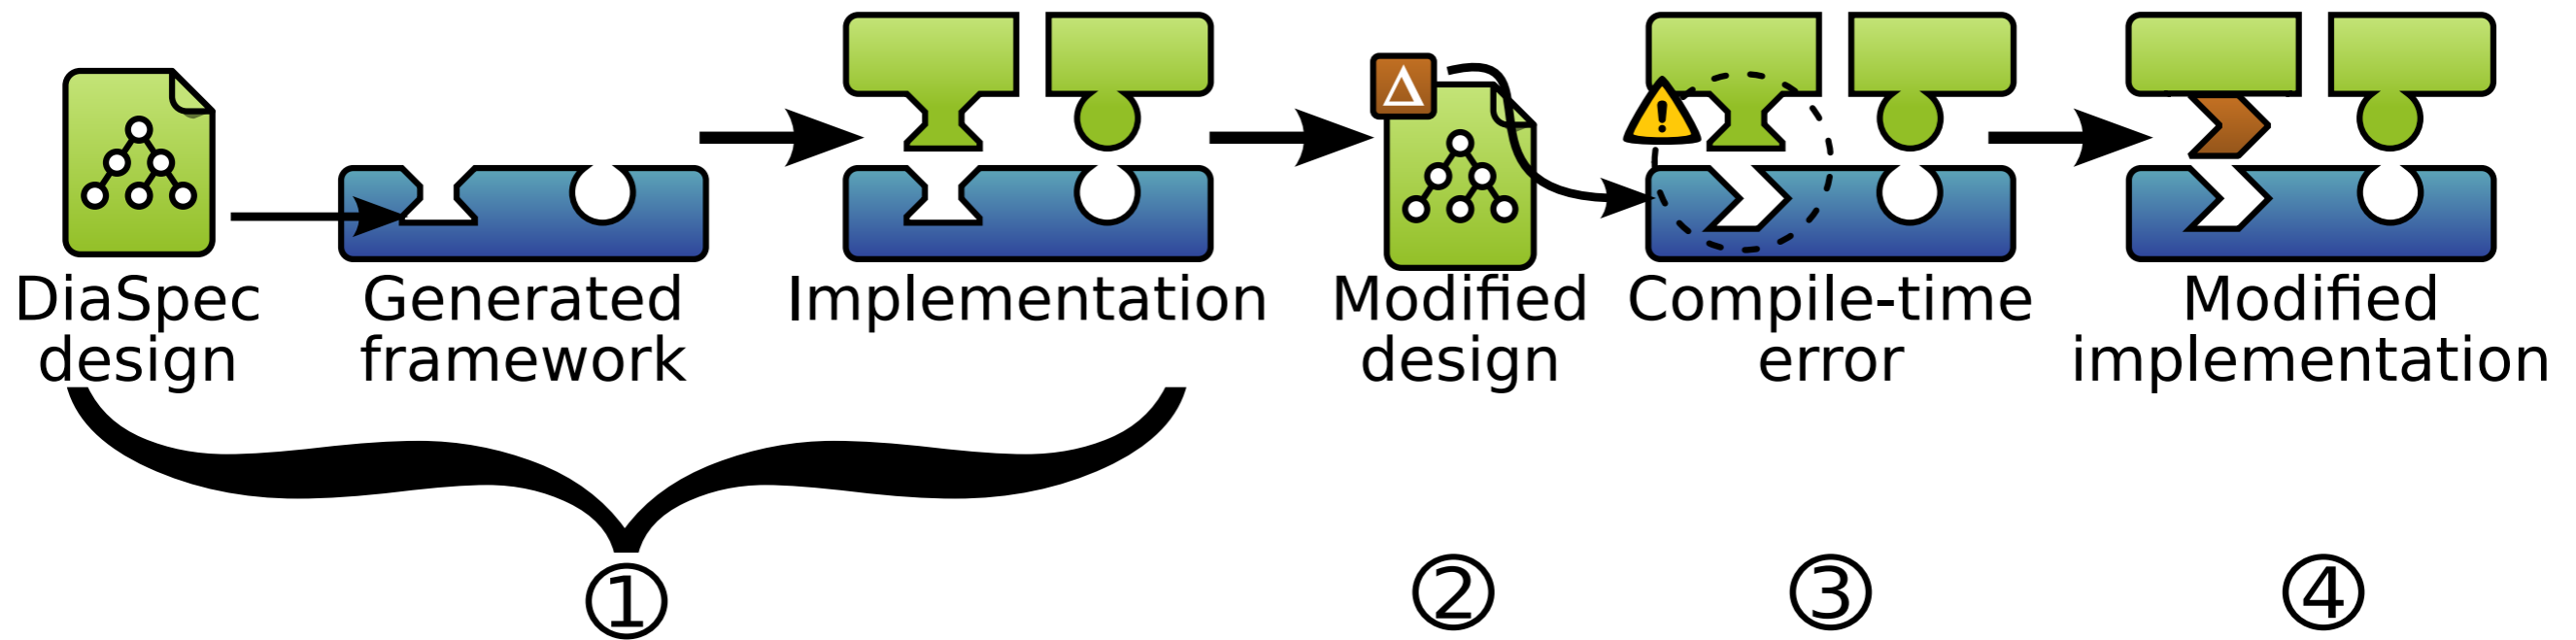 DiaSpec
design
Generated
framework
Implementation
Modified
design
Compile-time
error
Modified
implementation
①
②
③
④